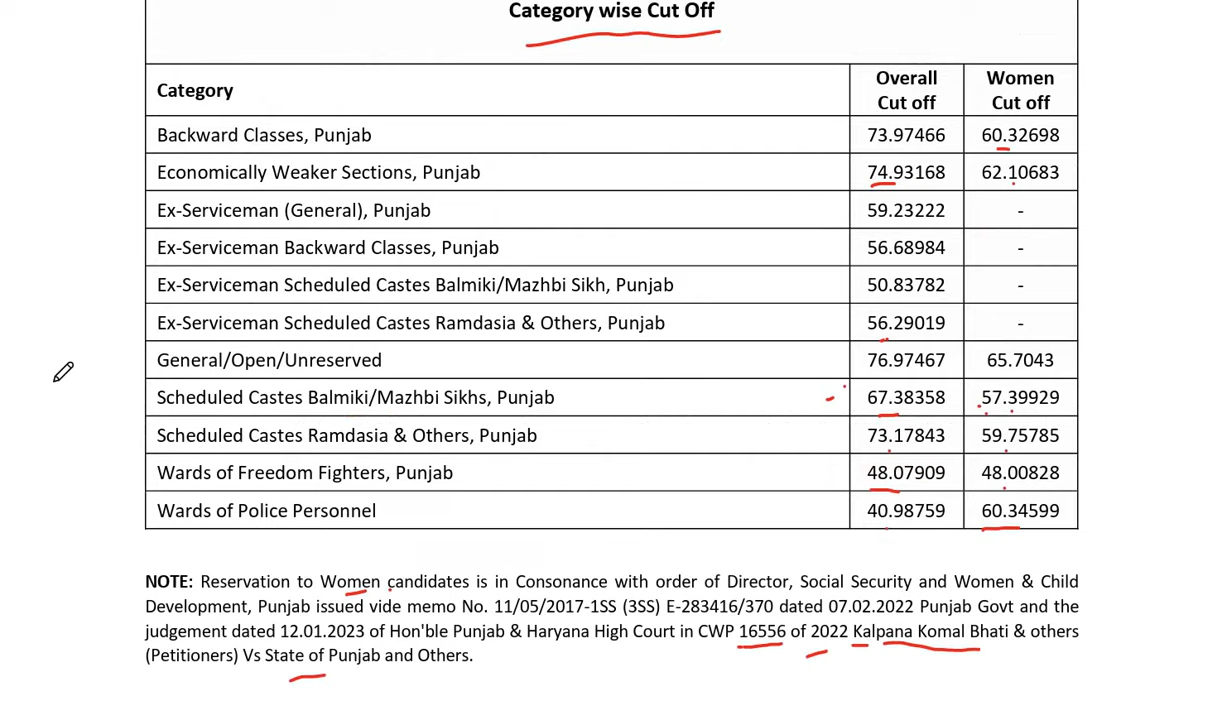 Category wise Cut Off
Category Overall Cut off Women Cut off
Backward Classes, Punjab 73.97466 60.32698
Economically Weaker Sections, Punjab 74.93168 62.10683
Ex-Serviceman (General), Punjab 59.23222 -
Ex-Serviceman Backward Classes, Punjab 56.68984 -
Ex-Serviceman Scheduled Castes Balmiki/Mazhbi Sikh, Punjab 50.83782 -
Ex-Serviceman Scheduled Castes Ramdasia & Others, Punjab 56.29019 -
General/Open/Unreserved 76.97467 65.7043
Scheduled Castes Balmiki/Mazhbi Sikhs, Punjab 67.38358 57.39929
Scheduled Castes Ramdasia & Others, Punjab 73.17843 59.75785
Wards of Freedom Fighters, Punjab 48.07909 48.00828
Wards of Police Personnel 40.98759 60.34599
NOTE: Reservation to Women candidates is in Consonance with order of Director, Social Security and Women & Child
Development, Punjab issued vide memo No. 11/05/2017-1SS (3SS) E-283416/370 dated 07.02.2022 Punjab Govt and the
judgement dated 12.01.2023 of Hon'ble Punjab & Haryana High Court in CWP 16556 of 2022 Kalpana Komal Bhati & others
(Petitioners) Vs State of Punjab and Others.